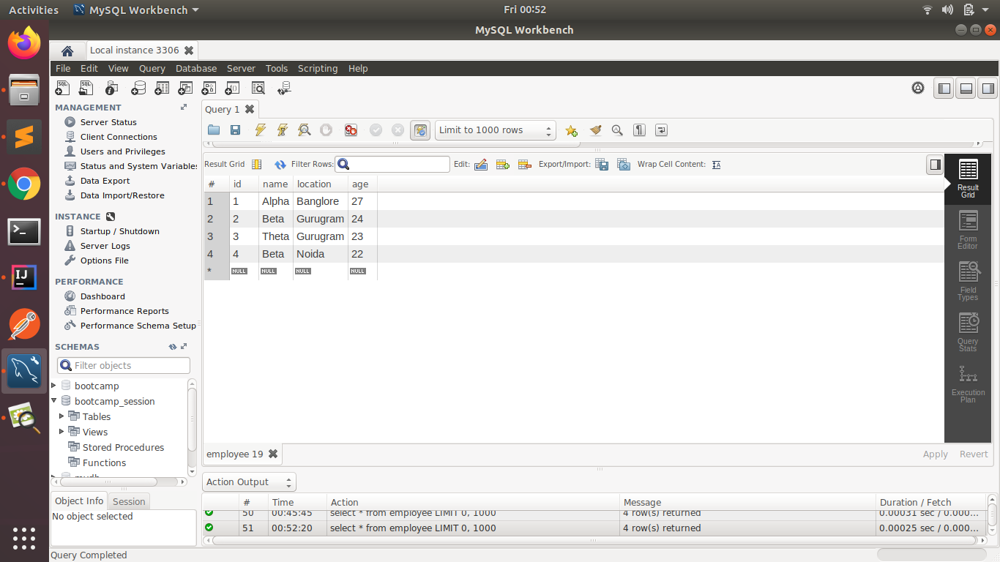 Activities MySQL Workbench Fri 00:52
MySQL Workbench
Local instance 3306
File Edit View Query Database Server Tools Scripting Help
MANAGEMENT
Server Status
Client Connections
Users and Privileges
Status and System Variables
Data Export
Data Import/Restore
INSTANCE
Startup / Shutdown
Server Logs
Options File
PERFORMANCE
Dashboard
Performance Reports
Performance Schema Setup
SCHEMAS
Filter objects
bootcamp
bootcamp_session
Tables
Views
Stored Procedures
Functions
Object Info Session
No object selected
Query 1
Limit to 1000 rows
Result Grid Filter Rows: Edit: Export/Import: Wrap Cell Content:
# id name location age
1 1 Alpha Banglore 27
2 2 Beta Gurugram 24
3 3 Theta Gurugram 23
4 4 Beta Noida 22
* NULL NULL NULL NULL
Result
Grid
Form
Editor
Field
Types
Query
Stats
Execution
Plan
employee 19 Apply Revert
Action Output
# Time Action Message Duration / Fetch
50 00:45:45 select * from employee LIMIT 0, 1000 4 row(s) returned 0.00031 sec / 0.000...
51 00:52:20 select * from employee LIMIT 0, 1000 4 row(s) returned 0.00025 sec / 0.000...
Query Completed